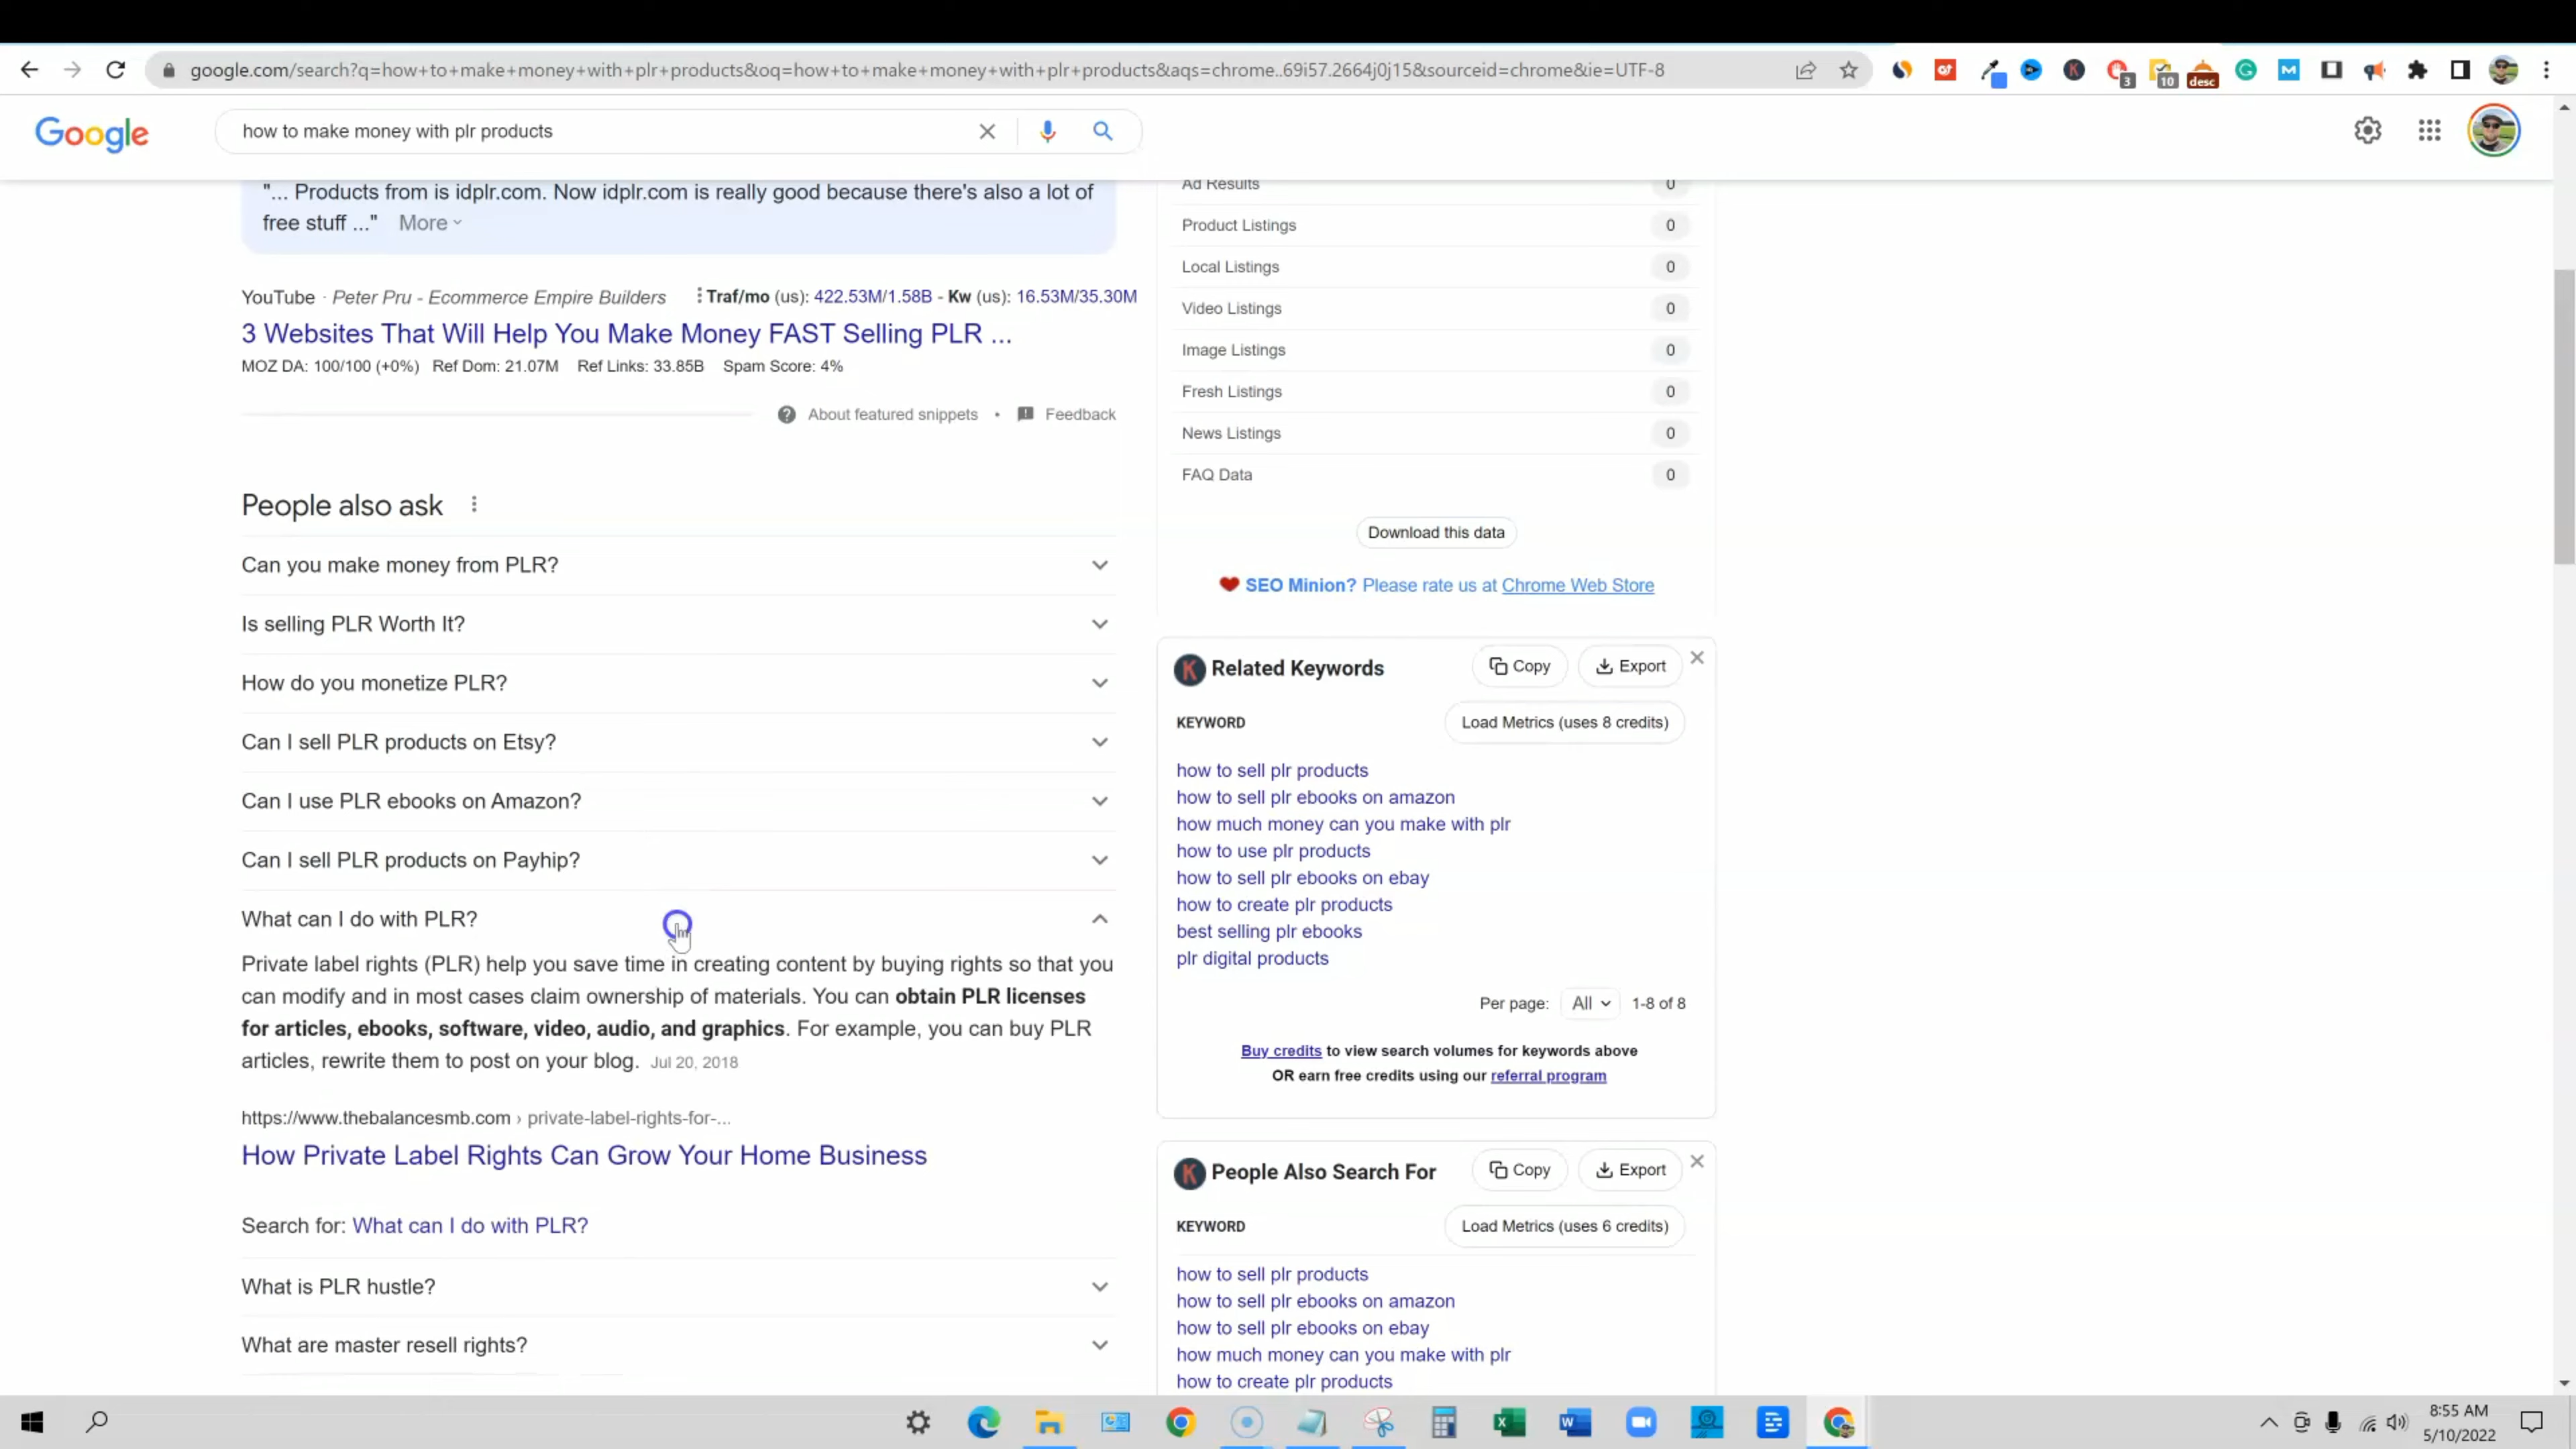 google.com/search?q=how+to+make+money+with+plr+products&oq=how+to+make+money+with+plr+products&aqs=chrome..69i57.2664j0j15&sourceid=chrome&ie=UTF-8
3
10
desc
Google
how to make money with plr products
"... Products from is idplr.com. Now idplr.com is really good because there's also a lot of
free stuff ..." More
YouTube · Peter Pru - Ecommerce Empire Builders
Traf/mo (us): 422.53M/1.58B - Kw (us): 16.53M/35.30M
3 Websites That Will Help You Make Money FAST Selling PLR ...
MOZ DA: 100/100 (+0%) Ref Dom: 21.07M Ref Links: 33.85B Spam Score: 4%
About featured snippets • Feedback
People also ask
Can you make money from PLR?
Is selling PLR Worth It?
How do you monetize PLR?
Can I sell PLR products on Etsy?
Can I use PLR ebooks on Amazon?
Can I sell PLR products on Payhip?
What can I do with PLR?
Private label rights (PLR) help you save time in creating content by buying rights so that you
can modify and in most cases claim ownership of materials. You can obtain PLR licenses
for articles, ebooks, software, video, audio, and graphics. For example, you can buy PLR
articles, rewrite them to post on your blog. Jul 20, 2018
https://www.thebalancesmb.com › private-label-rights-for-...
How Private Label Rights Can Grow Your Home Business
Search for: What can I do with PLR?
What is PLR hustle?
What are master resell rights?
Ad Results 0
Product Listings 0
Local Listings 0
Video Listings 0
Image Listings 0
Fresh Listings 0
News Listings 0
FAQ Data 0
Download this data
SEO Minion? Please rate us at Chrome Web Store
K Related Keywords Copy Export
KEYWORD Load Metrics (uses 8 credits)
how to sell plr products
how to sell plr ebooks on amazon
how much money can you make with plr
how to use plr products
how to sell plr ebooks on ebay
how to create plr products
best selling plr ebooks
plr digital products
Per page: All 1-8 of 8
Buy credits to view search volumes for keywords above
OR earn free credits using our referral program
K People Also Search For Copy Export
KEYWORD Load Metrics (uses 6 credits)
how to sell plr products
how to sell plr ebooks on amazon
how to sell plr ebooks on ebay
how much money can you make with plr
how to create plr products
8:55 AM
5/10/2022